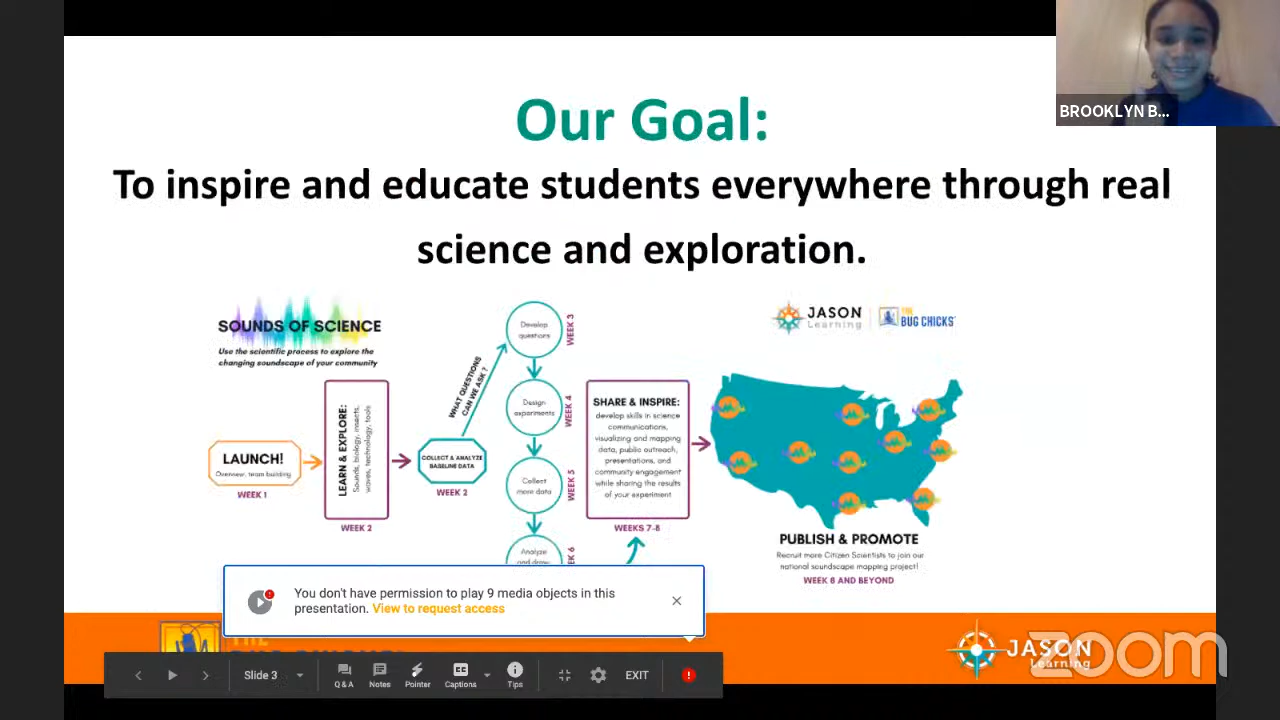 BROOKLYN B...
Our Goal:
To inspire and educate students everywhere through real
science and exploration.
SOUNDS OF SCIENCE
Use the scientific process to explore the
changing soundscape of your community
LAUNCH!
Overview, team building
WEEK 1
LEARN & EXPLORE:
Sounds, biology, insects,
waves, technology, tools
WEEK 2
COLLECT & ANALYZE
BASELINE DATA
WEEK 2
WHAT QUESTIONS
CAN WE ASK?
Develop
questions
WEEK 3
Design
experiments
WEEK 4
Collect
more data
WEEK 5
Analyze
and draw
K 6
SHARE & INSPIRE:
develop skills in science
communications,
visualizing and mapping
data, public outreach,
presentations, and
community engagement
while sharing the results
of your experiment
WEEKS 7-8
JASON
Learning
THE
BUG CHICKS
PUBLISH & PROMOTE
Recruit more Citizen Scientists to join our
national soundscape mapping project!
WEEK 8 AND BEYOND
You don't have permission to play 9 media objects in this
presentation. View to request access
THE
BUG CHICKS
JASON
Learning
zoom
Slide 3
Q & A
Notes
Pointer
CC
Captions
Tips
EXIT